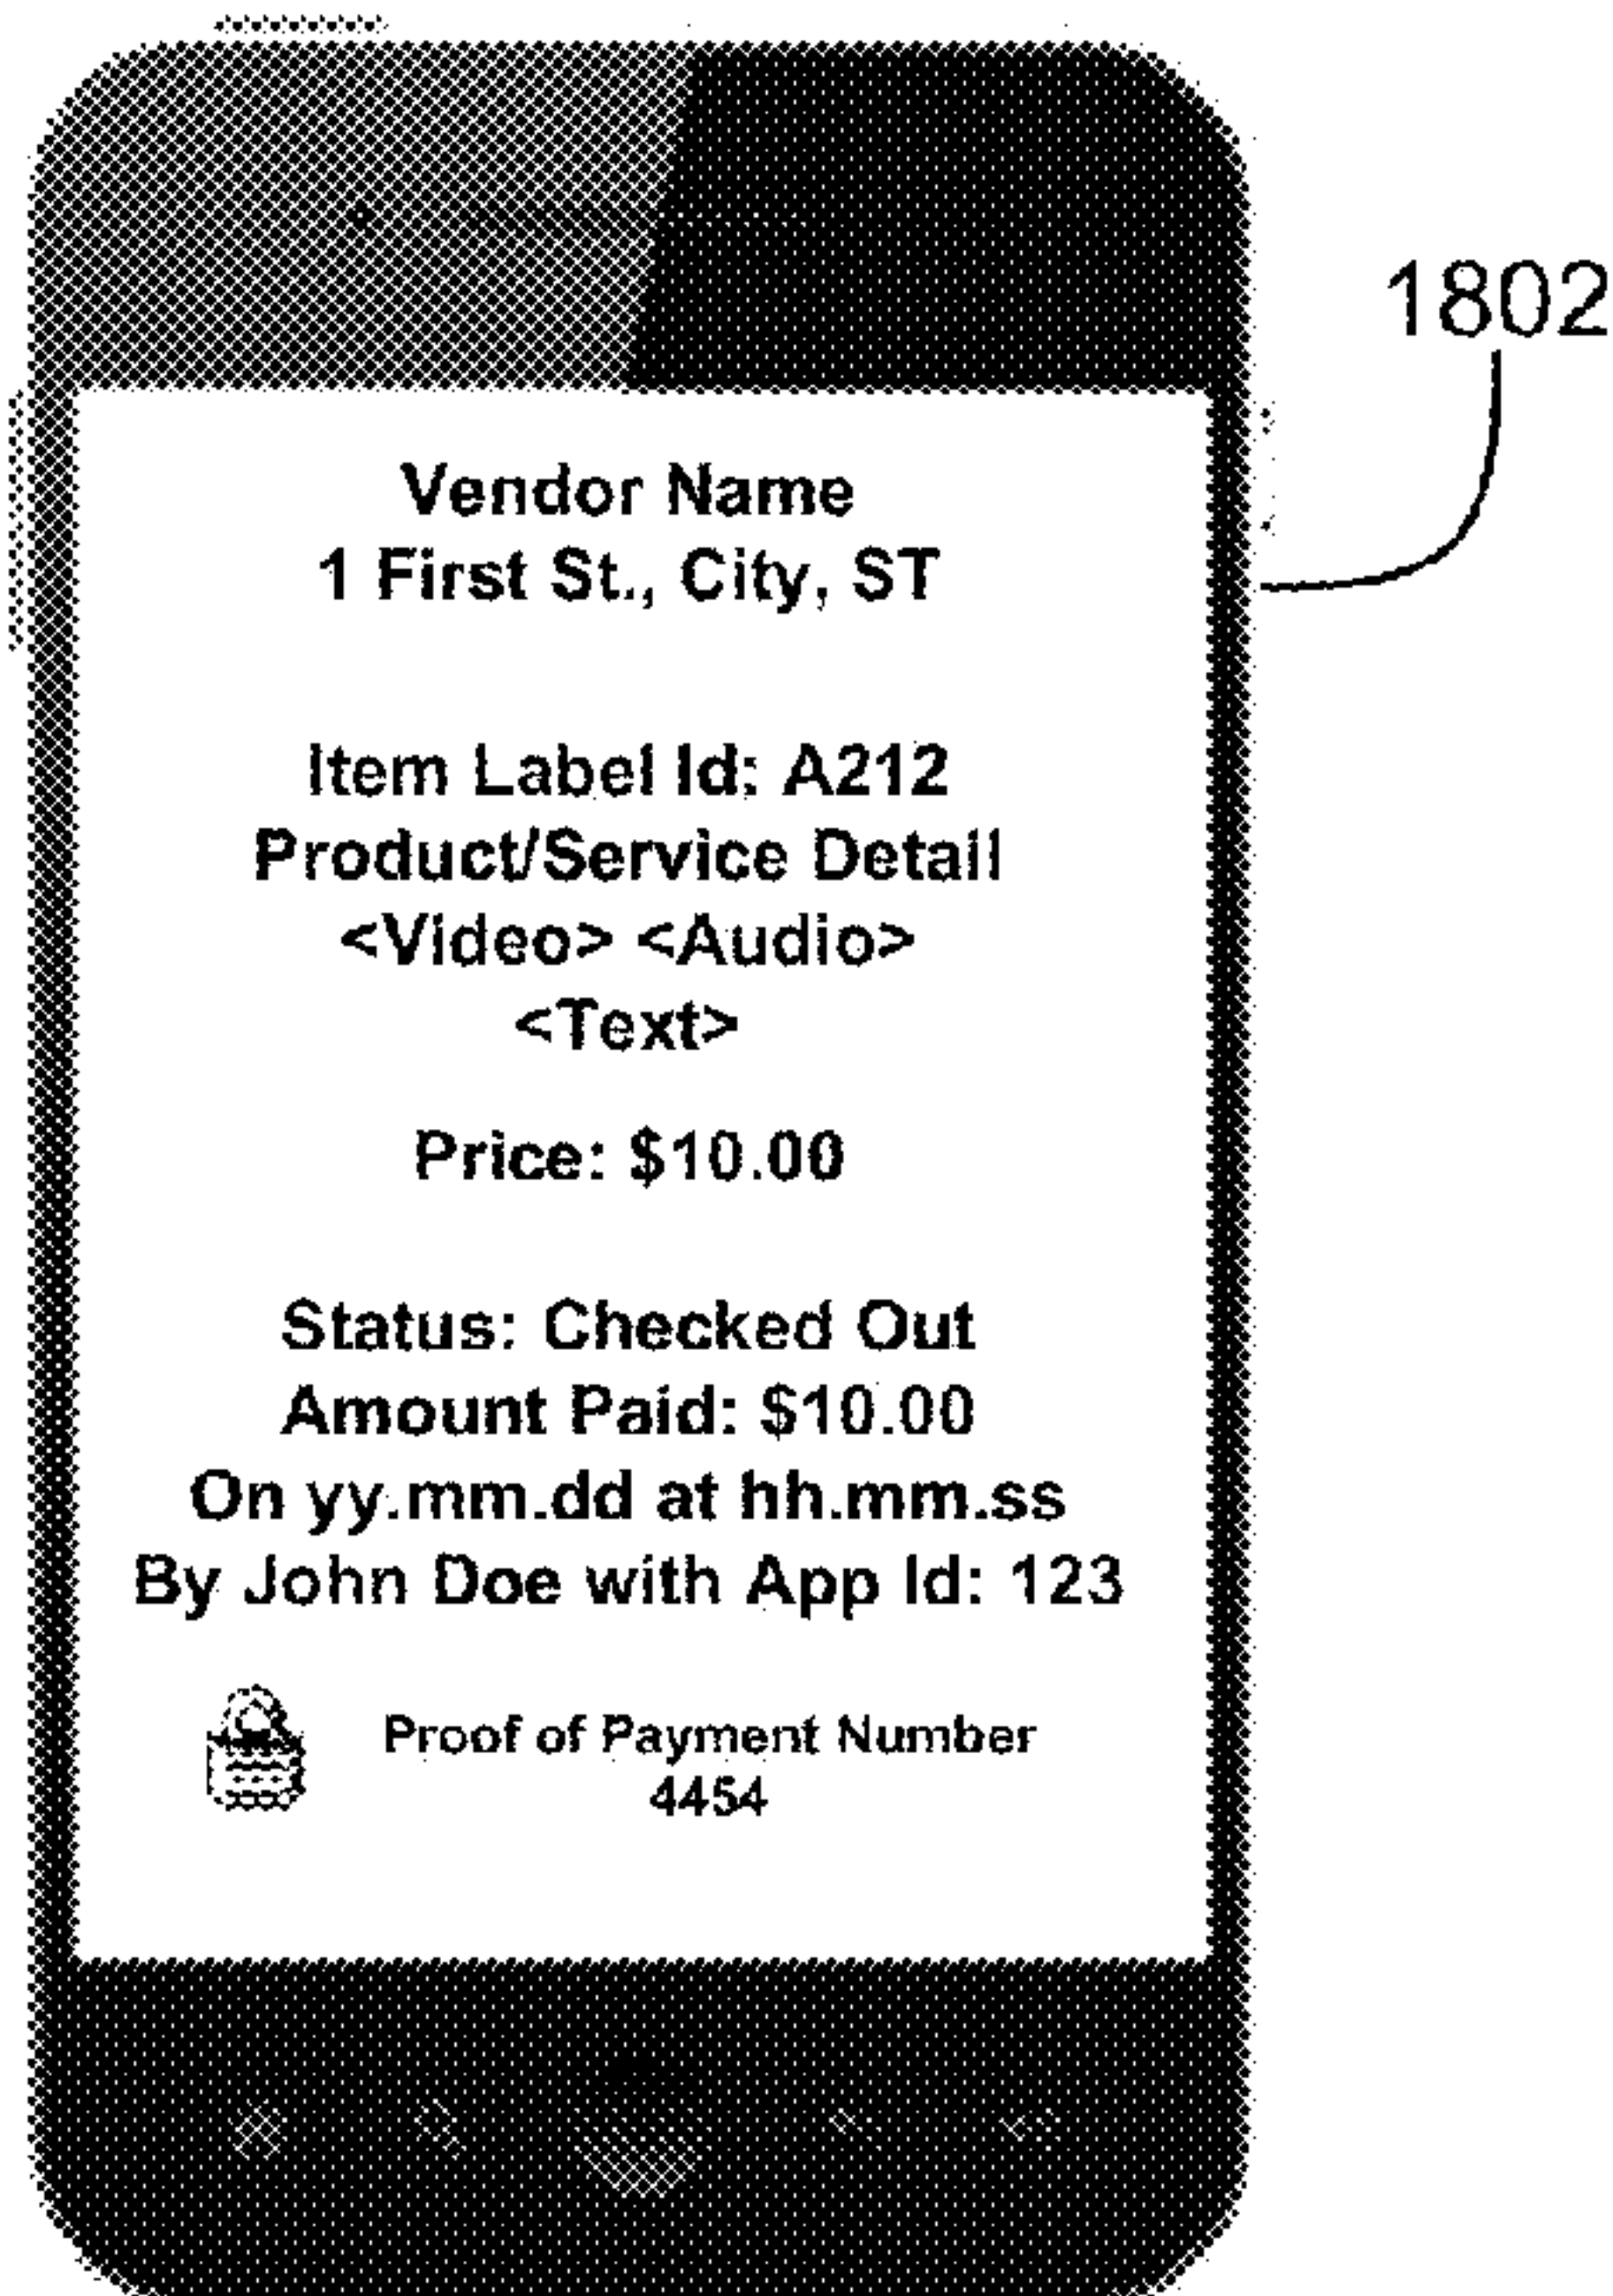 1802
Vendor Name
1 First St., City, ST
Item Label Id: A212
Product/Service Detail
<Video> <Audio>
<Text>
Price: $10.00
Status: Checked Out
Amount Paid: $10.00
On yy.mm.dd at hh.mm.ss
By John Doe with App Id: 123
Proof of Payment Number
4454